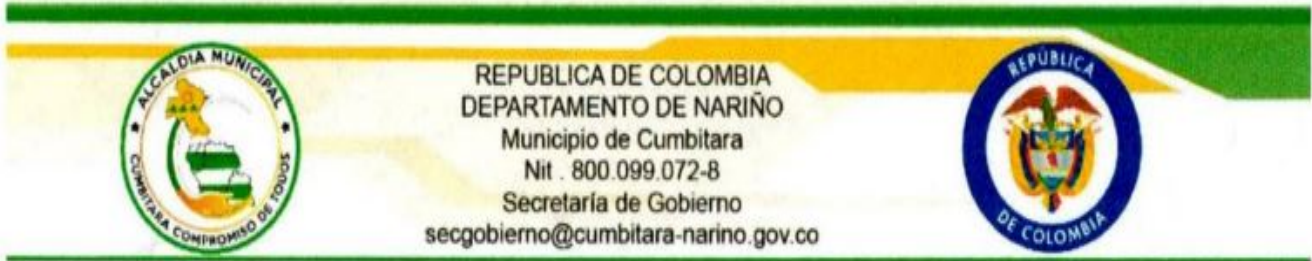 REPUBLICA DE COLOMBIA
DEPARTAMENTO DE NARIÑO
Municipio de Cumbitara
Nit . 800.099.072-8
Secretaría de Gobierno
secgobierno@cumbitara-narino.gov.co
ALCALDIA MUNICIPAL
CUMBITARA COMPROMISO DE TODOS
REPÚBLICA
DE COLOMBIA